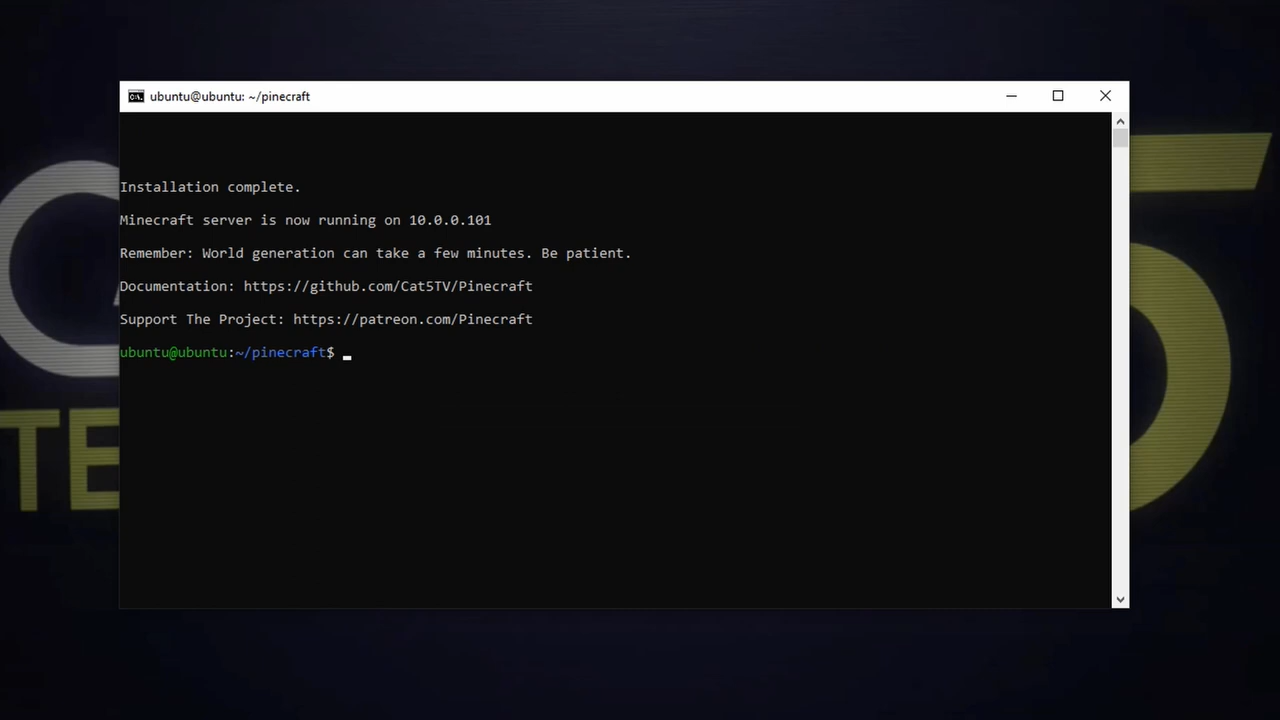 ubuntu@ubuntu: ~/pinecraft
Installation complete.
Minecraft server is now running on 10.0.0.101
Remember: World generation can take a few minutes. Be patient.
Documentation: https://github.com/Cat5TV/Pinecraft
Support The Project: https://patreon.com/Pinecraft
ubuntu@ubuntu:~/pinecraft$